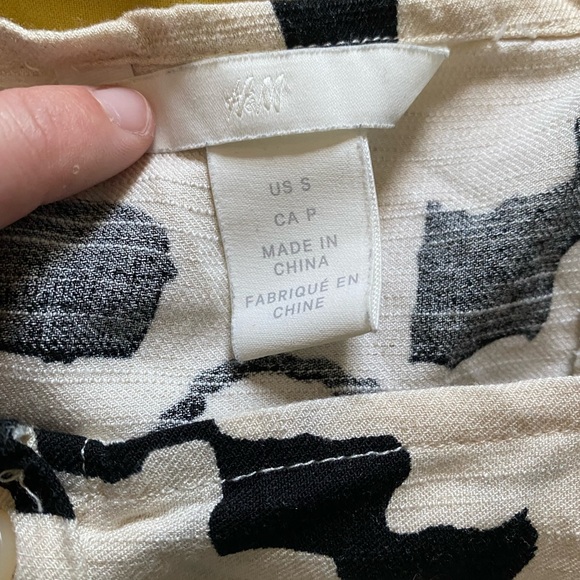 H&M
US S
CA P
MADE IN
CHINA
FABRIQUÉ EN
CHINE